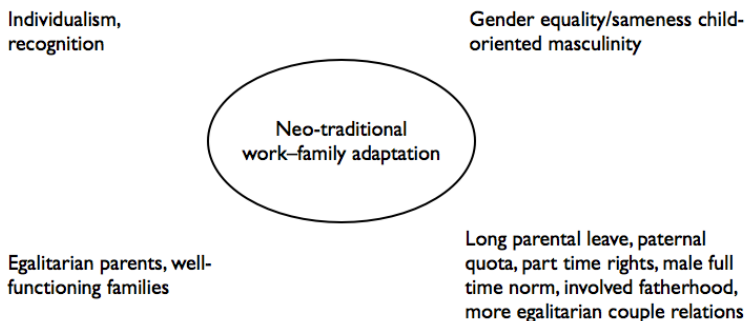 Individualism,
recognition
Gender equality/sameness child-
oriented masculinity
Neo-traditional
work–family adaptation
Egalitarian parents, well-
functioning families
Long parental leave, paternal
quota, part time rights, male full
time norm, involved fatherhood,
more egalitarian couple relations